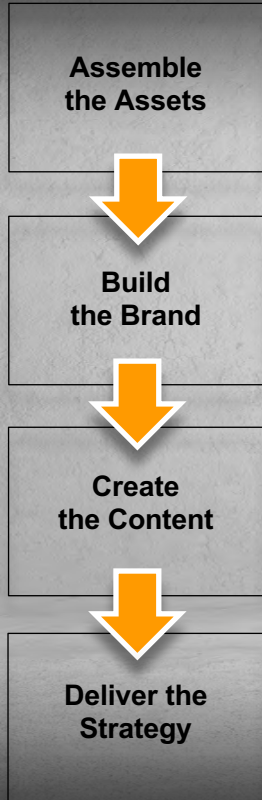 Assemble
the Assets
Build
the Brand
Create
the Content
Deliver the
Strategy